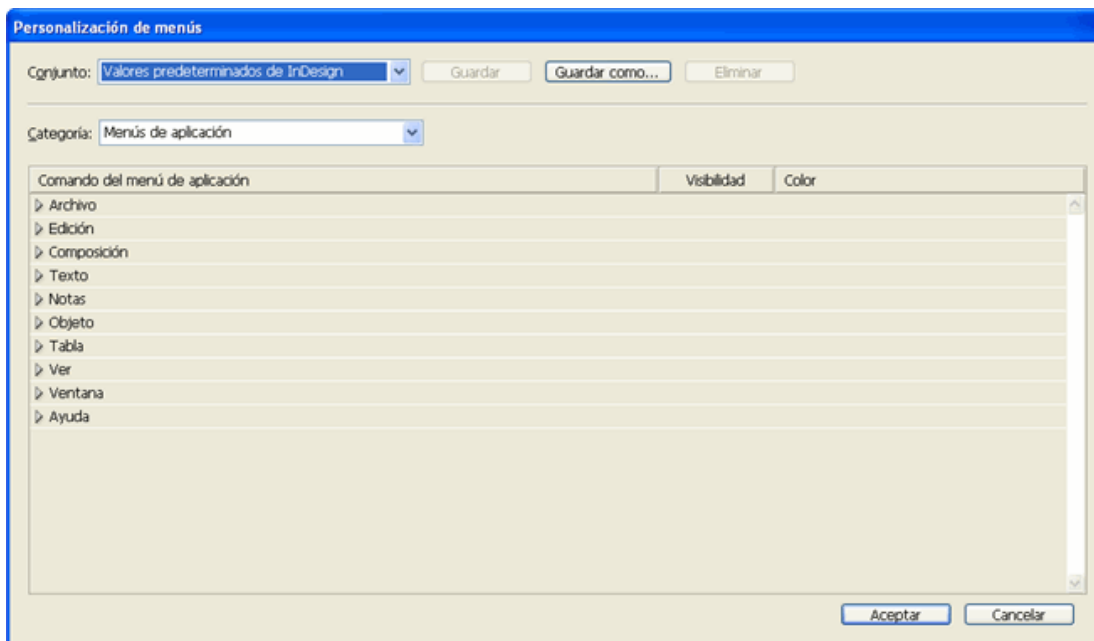 Personalización de menús
Conjunto: Valores predeterminados de InDesign Guardar Guardar como... Eliminar
Categoría: Menús de aplicación
Comando del menú de aplicación Visibilidad Color
Archivo
Edición
Composición
Texto
Notas
Objeto
Tabla
Ver
Ventana
Ayuda
Aceptar Cancelar